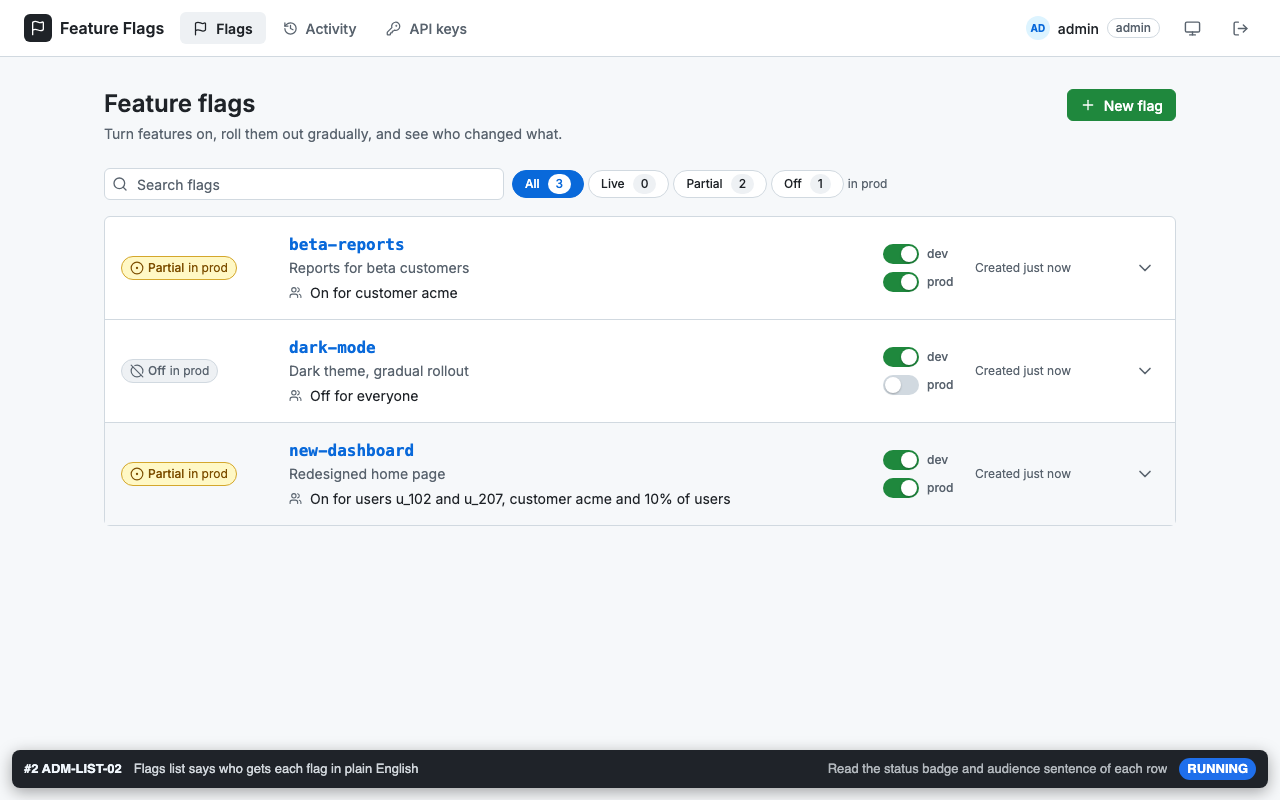 Feature Flags Flags Activity API keys AD admin admin
Feature flags
New flag
Turn features on, roll them out gradually, and see who changed what.
Search flags All 3 Live 0 Partial 2 Off 1 in prod
beta-reports
Partial in prod
Reports for beta customers
On for customer acme
dev
prod
Created just now
dark-mode
Off in prod
Dark theme, gradual rollout
Off for everyone
dev
prod
Created just now
new-dashboard
Partial in prod
Redesigned home page
On for users u_102 and u_207, customer acme and 10% of users
dev
prod
Created just now
#2 ADM-LIST-02 Flags list says who gets each flag in plain English Read the status badge and audience sentence of each row RUNNING